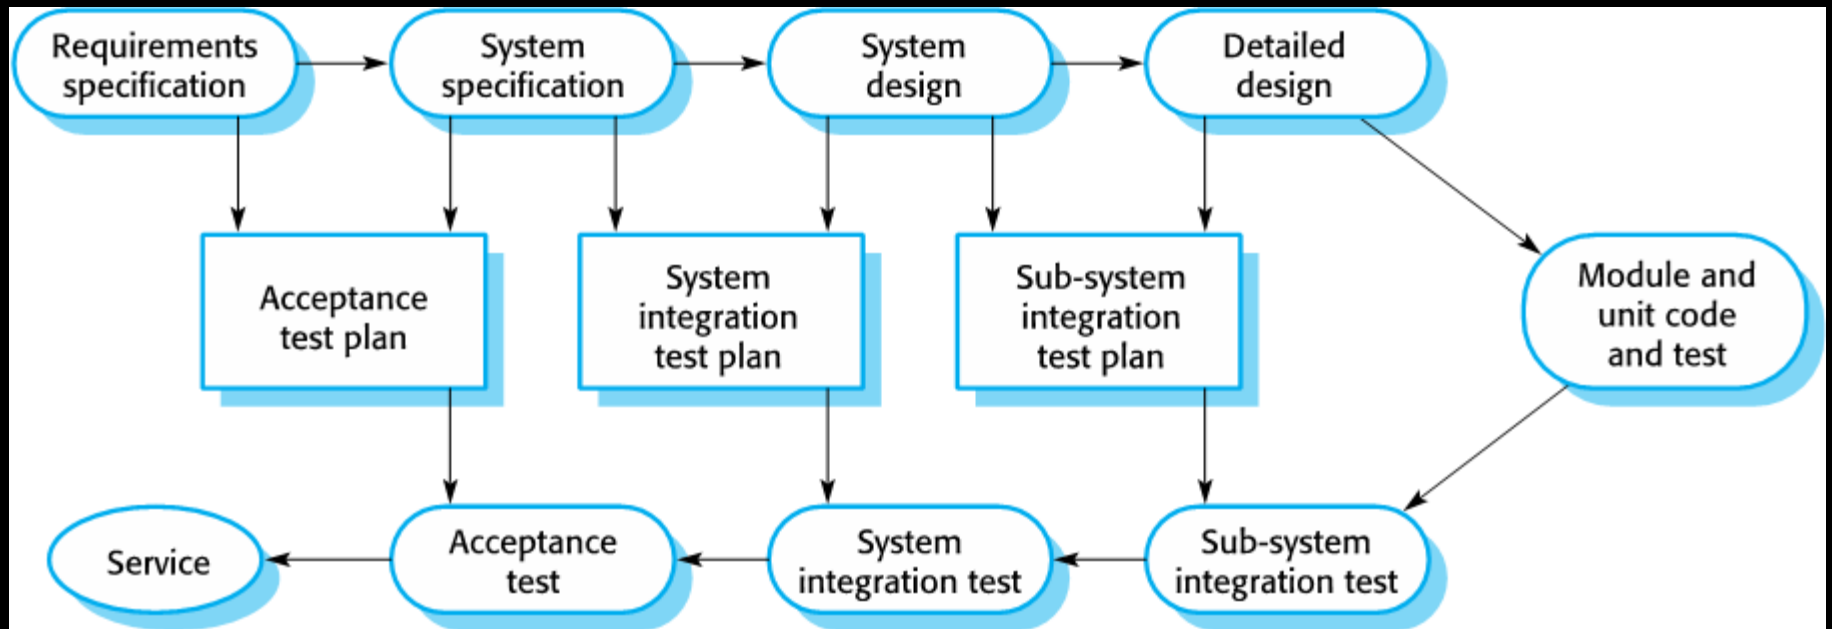 Requirements
specification
System
specification
System
design
Detailed
design
Acceptance
test plan
System
integration
test plan
Sub-system
integration
test plan
Module and
unit code
and test
Service
Acceptance
test
System
integration test
Sub-system
integration test